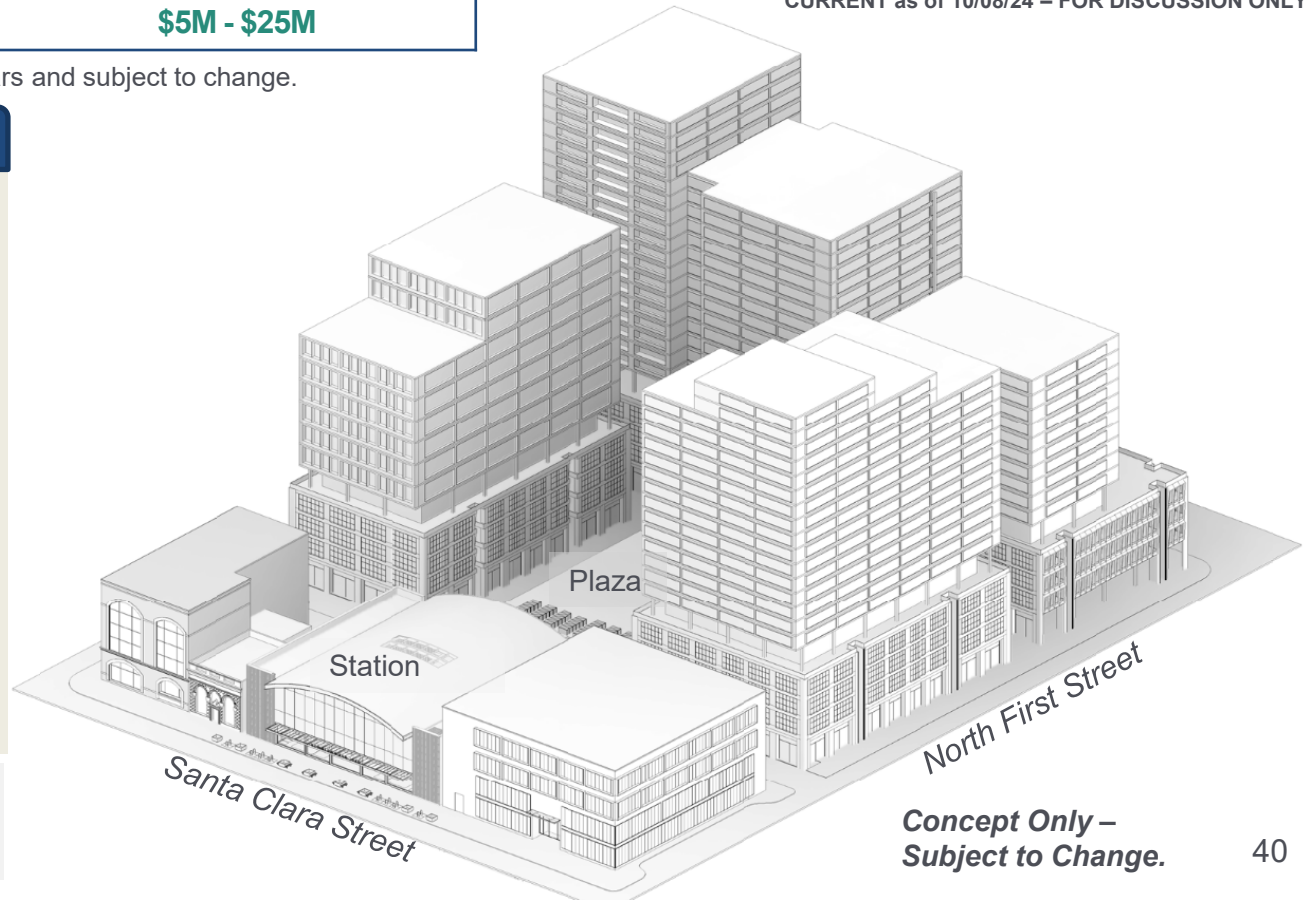 CURRENT as of 10/08/24 – FOR DISCUSSION ONLY
$5M - $25M
and subject to change.
Plaza
Station
North First Street
Santa Clara Street
Concept Only –
Subject to Change.
40